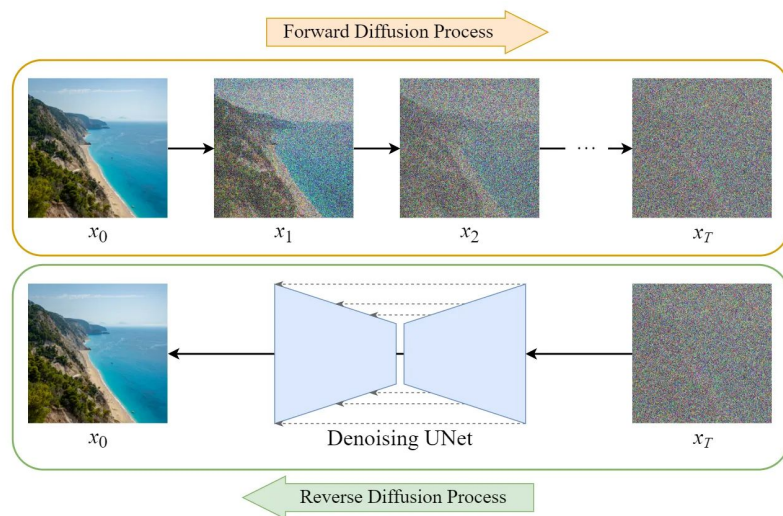 Forward Diffusion Process
x0 x1 x2 ... xT
Denoising UNet
x0 xT
Reverse Diffusion Process